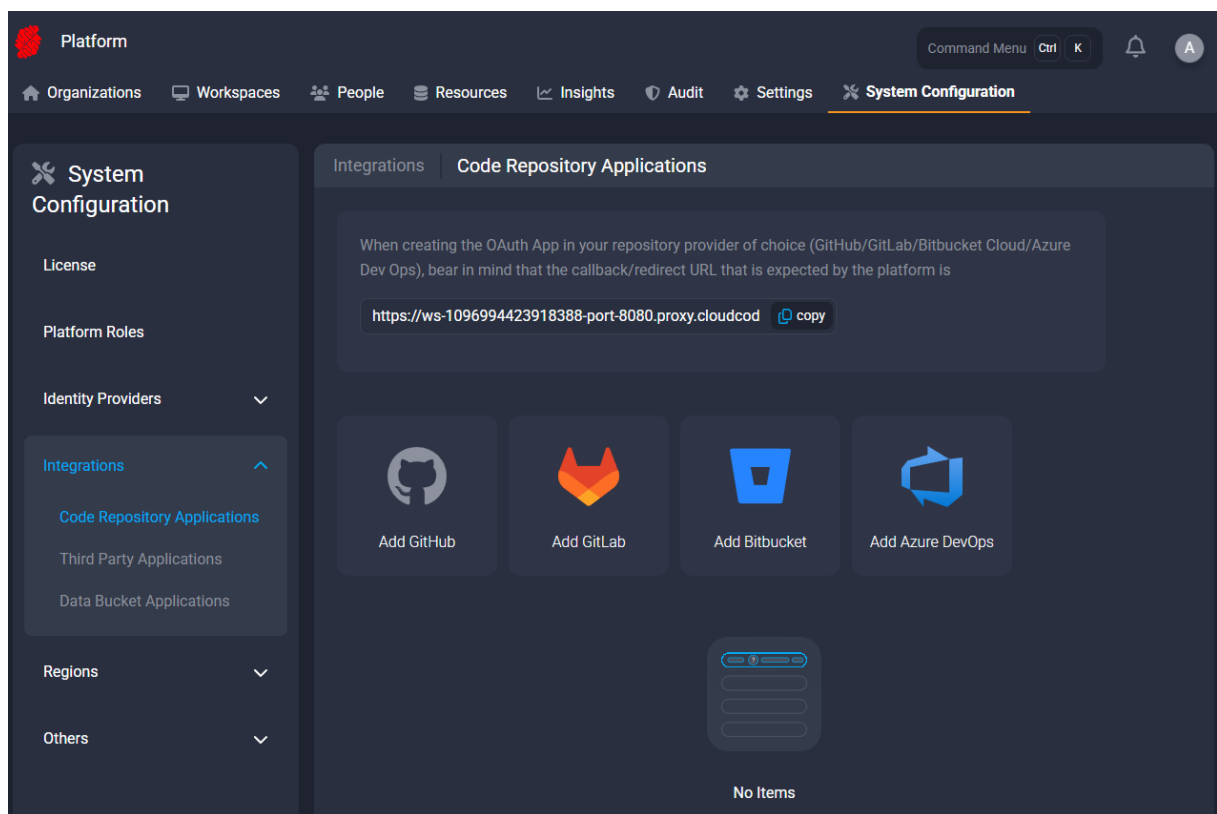 Platform
Command Menu Ctrl K
A
Organizations Workspaces People Resources Insights Audit Settings System Configuration
System
Configuration
License
Platform Roles
Identity Providers
Integrations
Code Repository Applications
Third Party Applications
Data Bucket Applications
Regions
Others
Integrations Code Repository Applications
When creating the OAuth App in your repository provider of choice (GitHub/GitLab/Bitbucket Cloud/Azure
Dev Ops), bear in mind that the callback/redirect URL that is expected by the platform is
https://ws-1096994423918388-port-8080.proxy.cloudcod copy
Add GitHub Add GitLab Add Bitbucket Add Azure DevOps
?
No Items